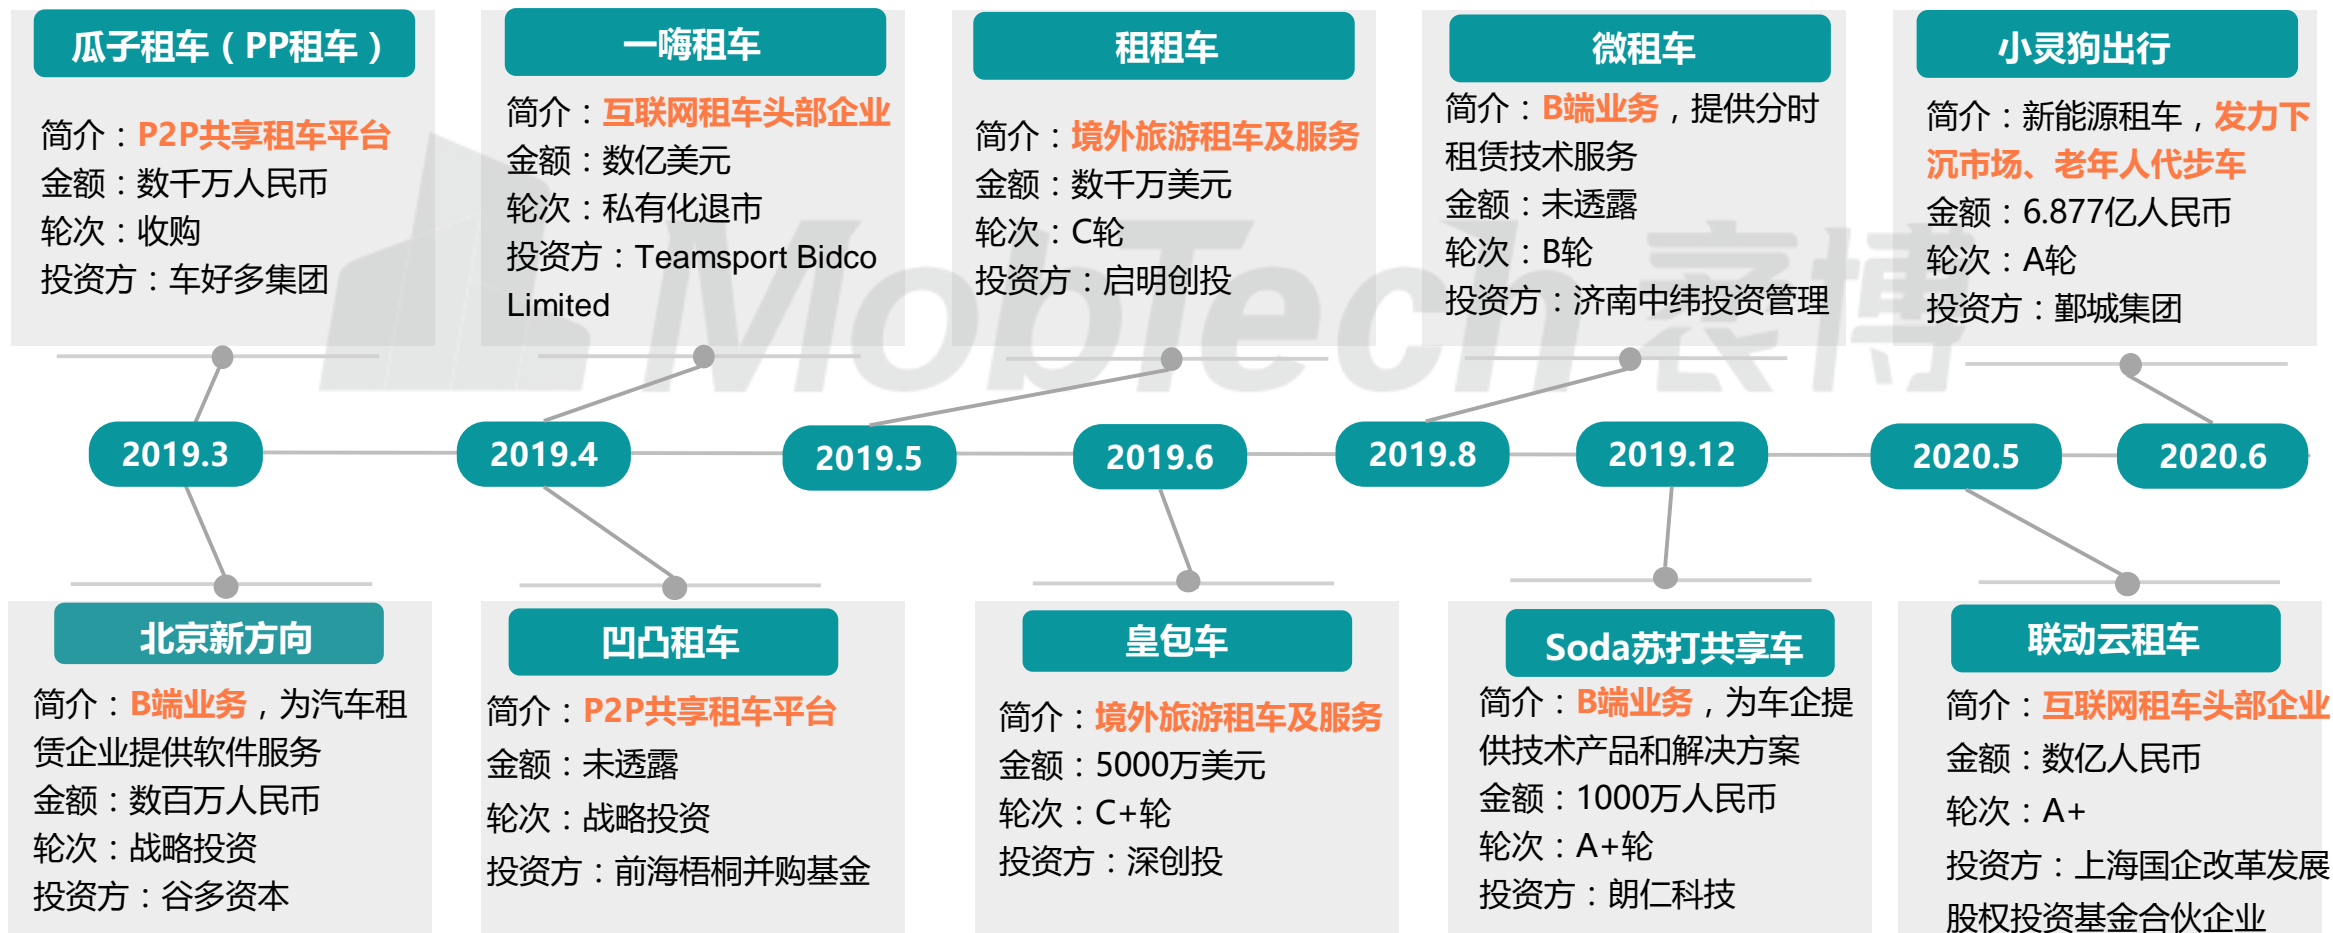 瓜子租车（PP租车）
简介：P2P共享租车平台
金额：数千万人民币
轮次：收购
投资方：车好多集团
一嗨租车
简介：互联网租车头部企业
金额：数亿美元
轮次：私有化退市
投资方：Teamsport Bidco
Limited
租租车
简介：境外旅游租车及服务
金额：数千万美元
轮次：C轮
投资方：启明创投
微租车
简介：B端业务，提供分时
租赁技术服务
金额：未透露
轮次：B轮
投资方：济南中纬投资管理
小灵狗出行
简介：新能源租车，发力下
沉市场、老年人代步车
金额：6.877亿人民币
轮次：A轮
投资方：鄞城集团
MobTech 袤博
2019.3
2019.4
2019.5
2019.6
2019.8
2019.12
2020.5
2020.6
北京新方向
简介：B端业务，为汽车租
赁企业提供软件服务
金额：数百万人民币
轮次：战略投资
投资方：谷多资本
凹凸租车
简介：P2P共享租车平台
金额：未透露
轮次：战略投资
投资方：前海梧桐并购基金
皇包车
简介：境外旅游租车及服务
金额：5000万美元
轮次：C+轮
投资方：深创投
Soda苏打共享车
简介：B端业务，为车企提
供技术产品和解决方案
金额：1000万人民币
轮次：A+轮
投资方：朗仁科技
联动云租车
简介：互联网租车头部企业
金额：数亿人民币
轮次：A+
投资方：上海国企改革发展
股权投资基金合伙企业